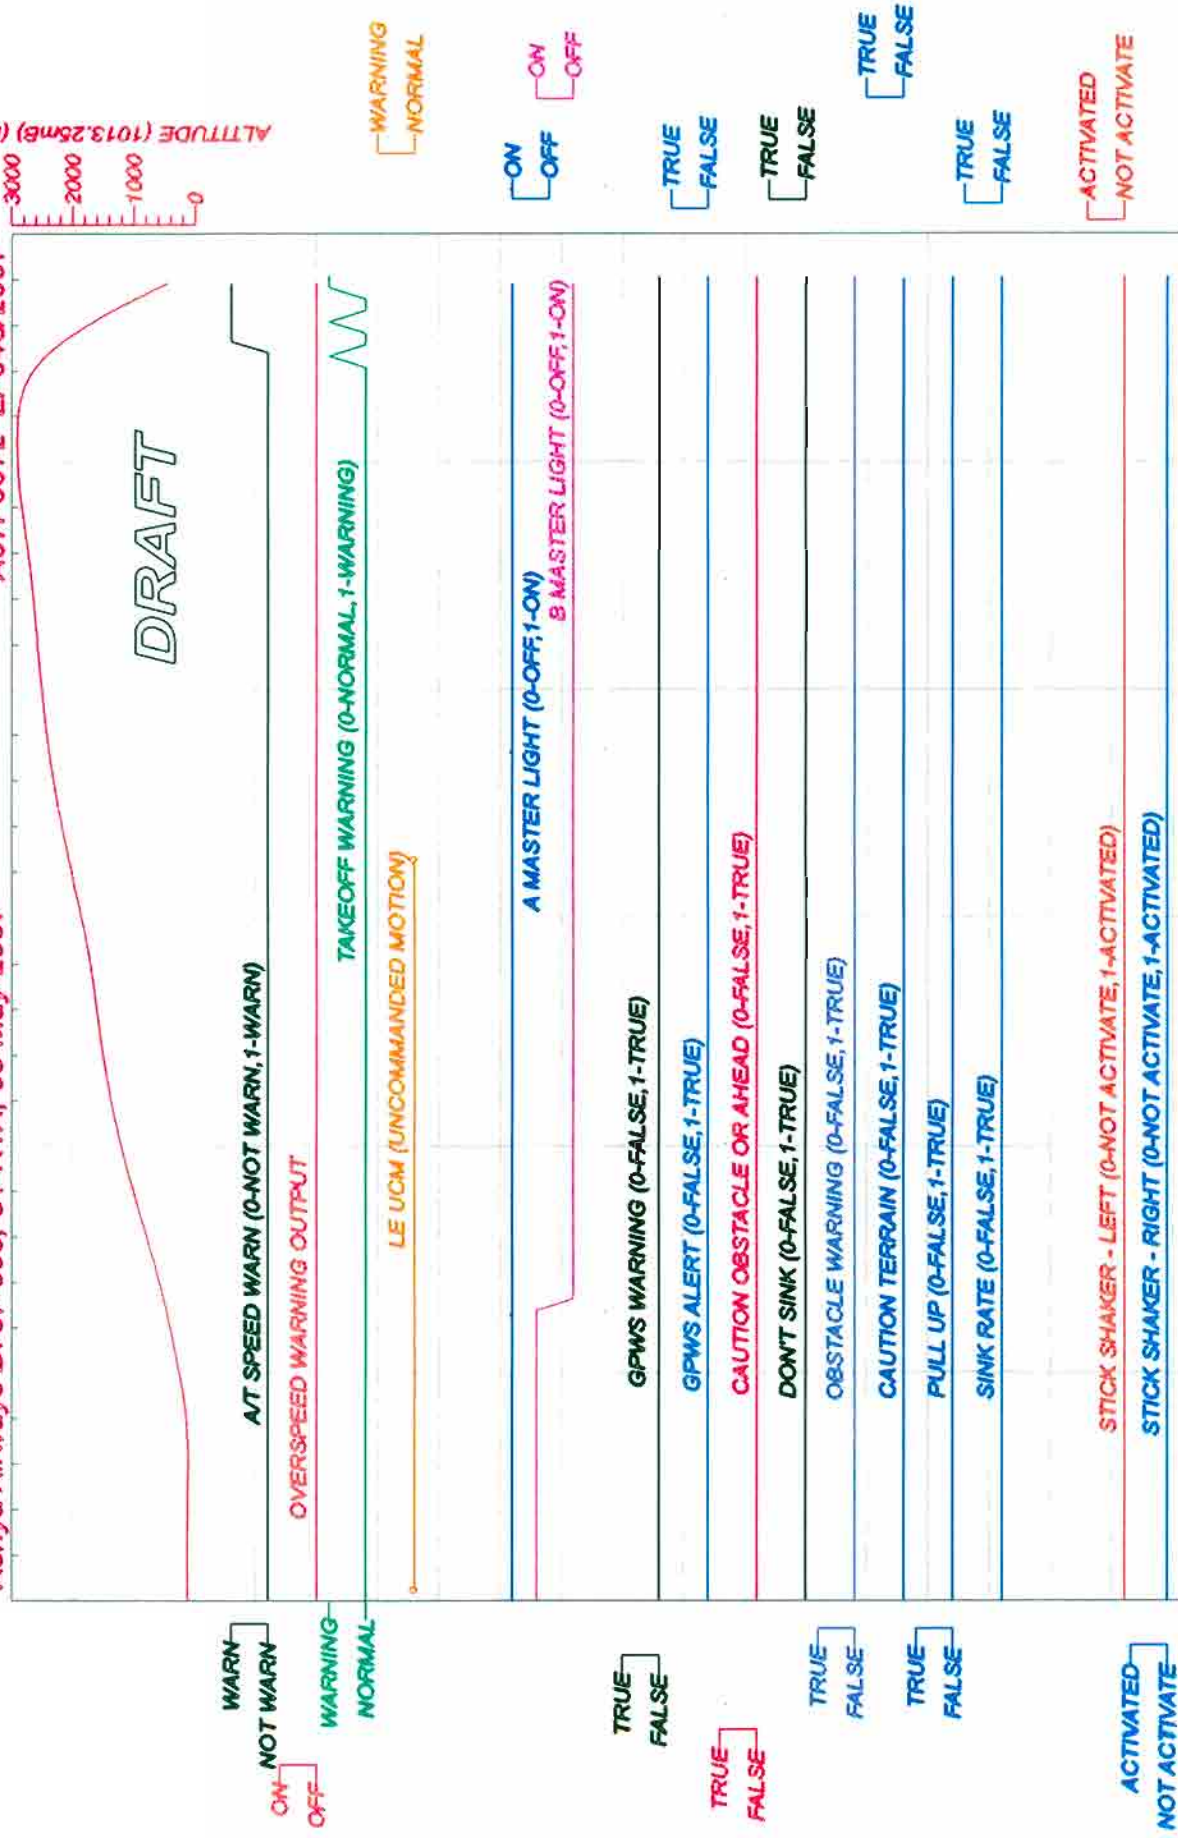 3000
2000
1000
0
ALTITUDE (1013.25mB)
DRAFT
WARN
NOT WARN
A/T SPEED WARN (0-NOT WARN,1-WARN)
ON
OFF
OVERSPEED WARNING OUTPUT
WARNING
NORMAL
TAKEOFF WARNING (0-NORMAL,1-WARNING)
LE UCM (UNCOMMANDED MOTION)
WARNING
NORMAL
A MASTER LIGHT (0-OFF,1-ON)
ON
OFF
B MASTER LIGHT (0-OFF,1-ON)
ON
OFF
TRUE
FALSE
GPWS WARNING (0-FALSE,1-TRUE)
GPWS ALERT (0-FALSE,1-TRUE)
TRUE
FALSE
TRUE
FALSE
CAUTION OBSTACLE OR AHEAD (0-FALSE,1-TRUE)
DON'T SINK (0-FALSE,1-TRUE)
TRUE
FALSE
TRUE
FALSE
OBSTACLE WARNING (0-FALSE,1-TRUE)
CAUTION TERRAIN (0-FALSE,1-TRUE)
TRUE
FALSE
TRUE
FALSE
PULL UP (0-FALSE,1-TRUE)
SINK RATE (0-FALSE,1-TRUE)
TRUE
FALSE
STICK SHAKER - LEFT (0-NOT ACTIVATE,1-ACTIVATED)
ACTIVATED
NOT ACTIVATE
ACTIVATED
NOT ACTIVATE
STICK SHAKER - RIGHT (0-NOT ACTIVATE,1-ACTIVATED)